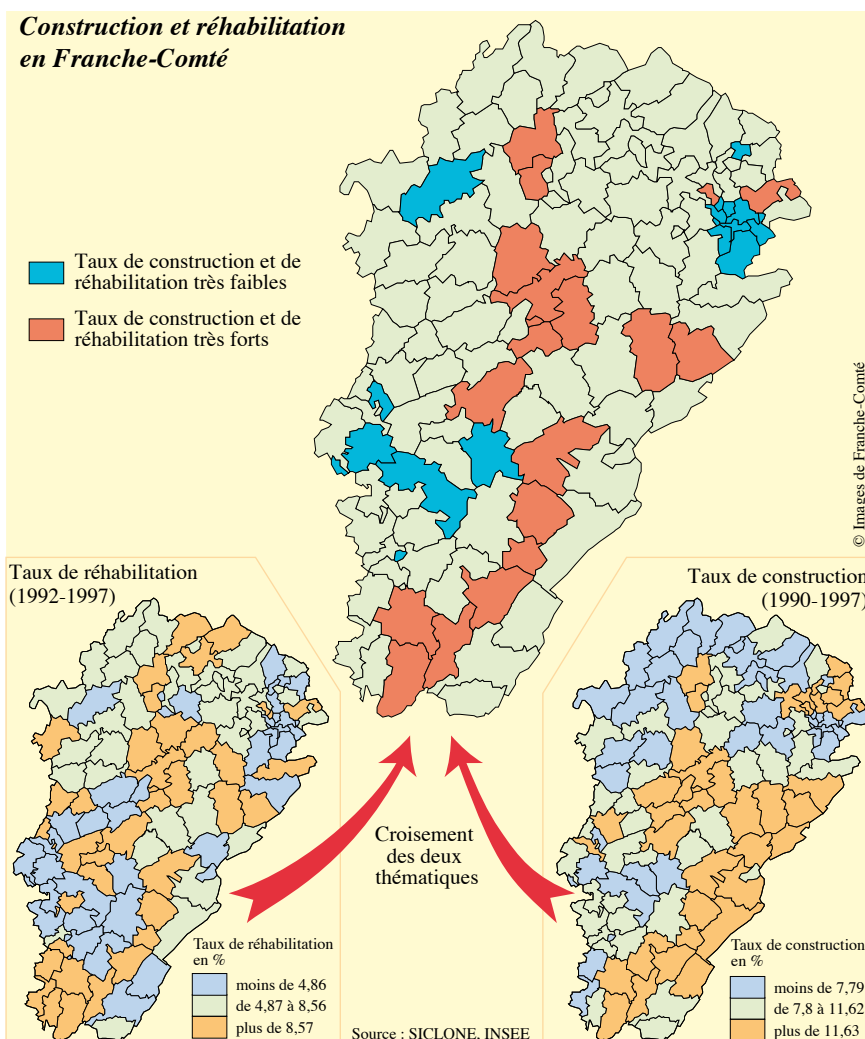 Construction et réhabilitation
en Franche-Comté
Taux de construction et de
réhabilitation très faibles
Taux de construction et de
réhabilitation très forts
© Images de Franche-Comté
Taux de réhabilitation
(1992-1997)
Taux de construction
(1990-1997)
Croisement
des deux
thématiques
Taux de réhabilitation
en %
moins de 4,86
de 4,87 à 8,56
plus de 8,57
Source : SICLONE, INSEE
Taux de construction
en %
moins de 7,79
de 7,8 à 11,62
plus de 11,63